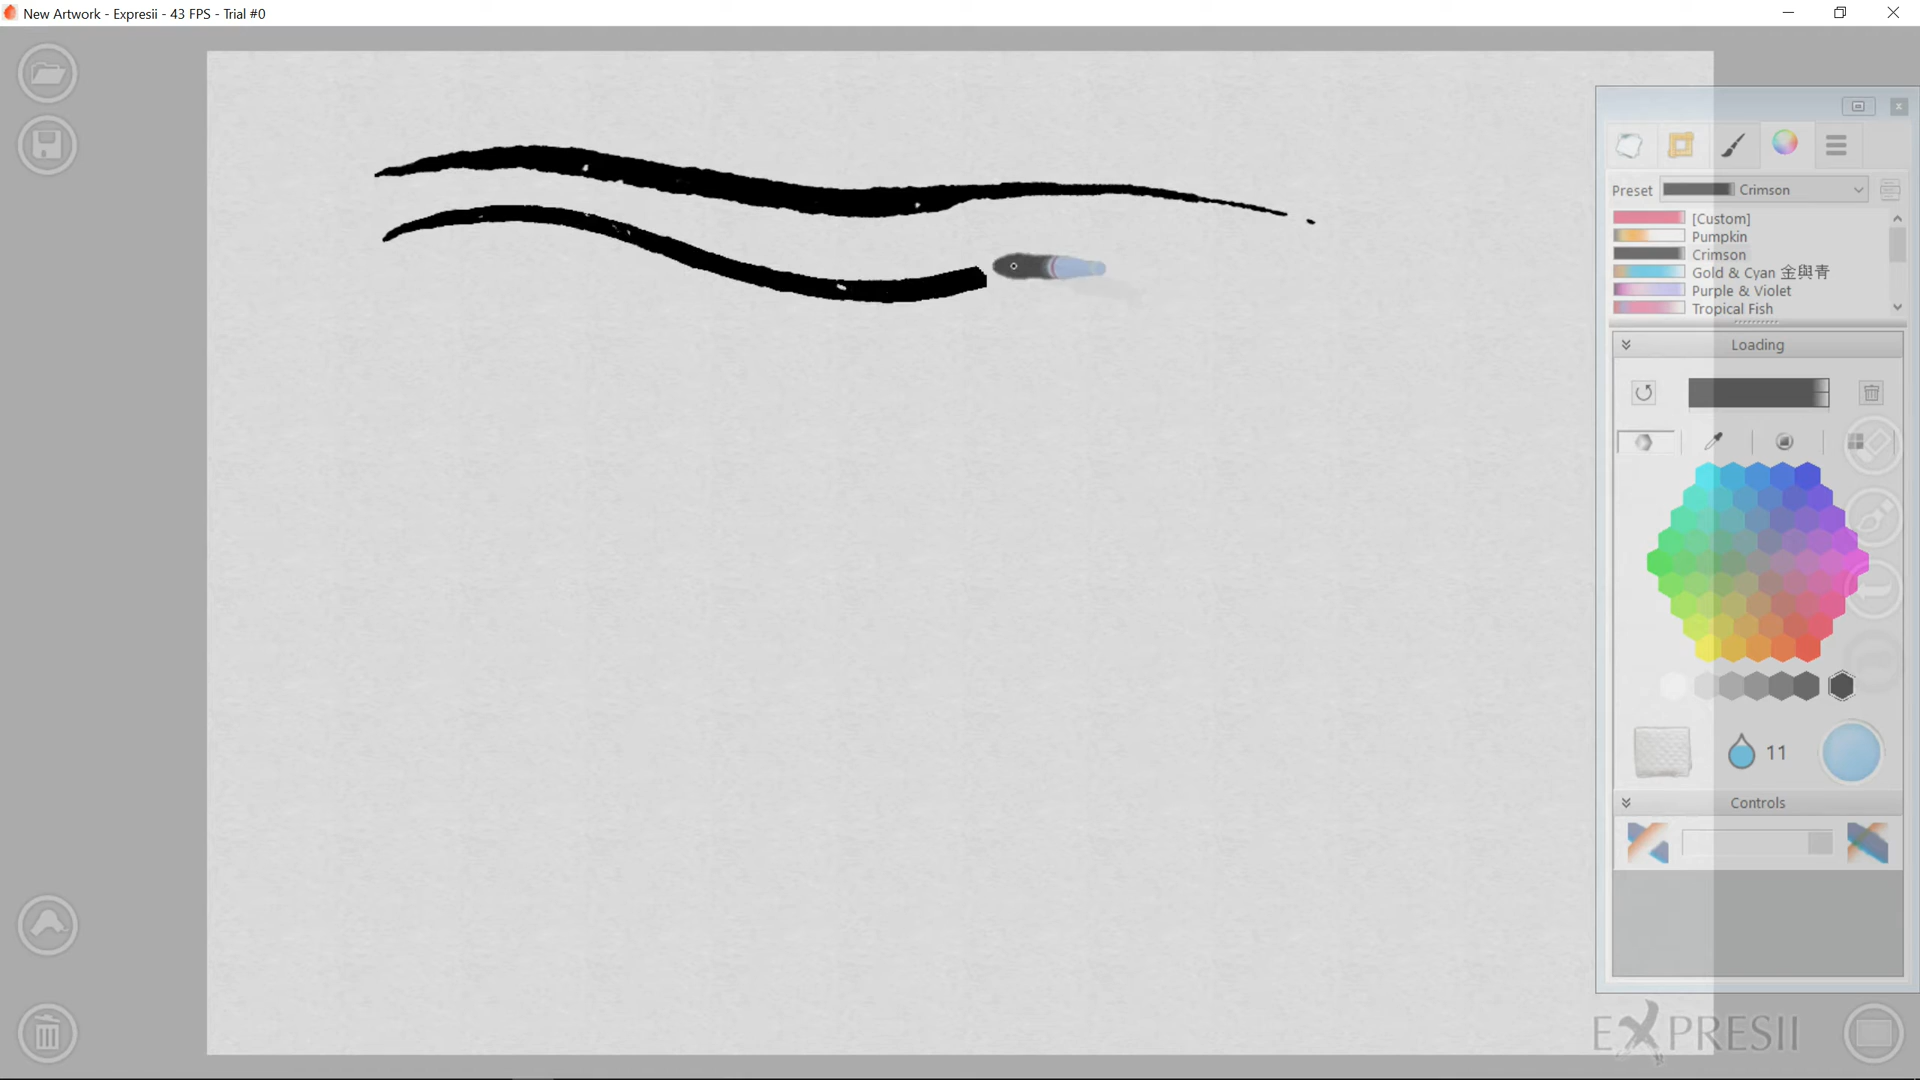 New Artwork - Expresii - 43 FPS - Trial #0
Preset
Crimson
[Custom]
Pumpkin
Crimson
Gold & Cyan 金與青
Purple & Violet
Tropical Fish
Loading
11
Controls
EXPRESII